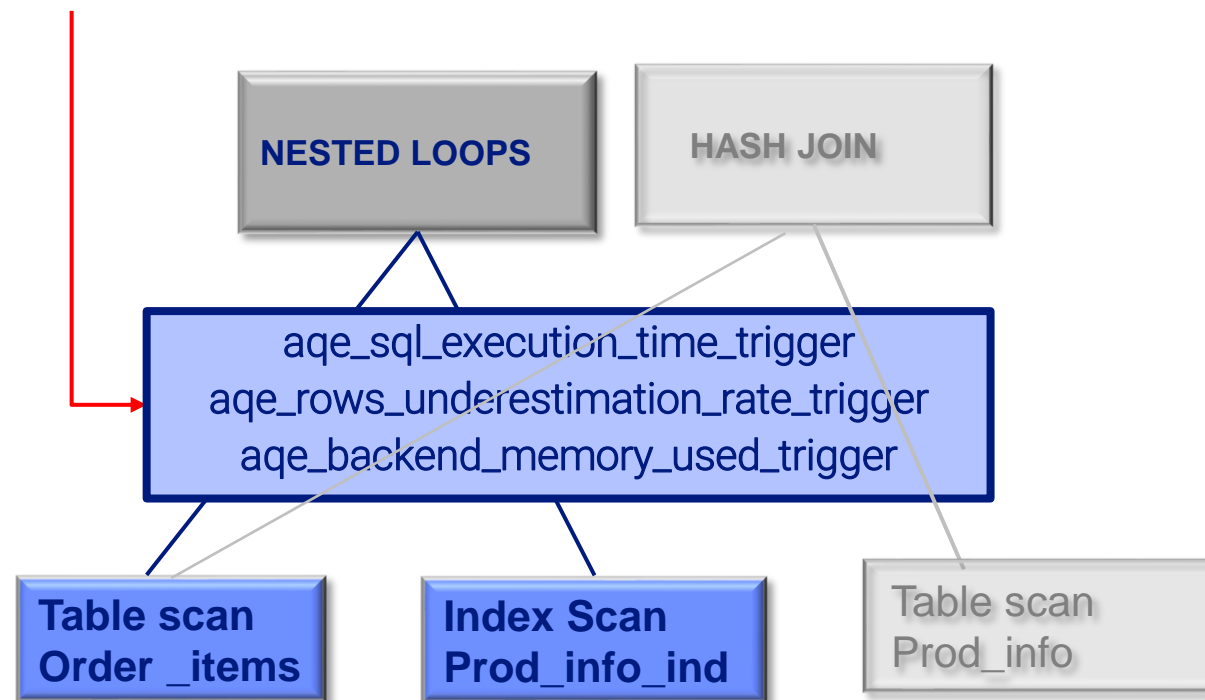 NESTED LOOPS
HASH JOIN
aqe_sql_execution_time_trigger
aqe_rows_underestimation_rate_trigger
aqe_backend_memory_used_trigger
Table scan
Order _items
Index Scan
Prod_info_ind
Table scan
Prod_info